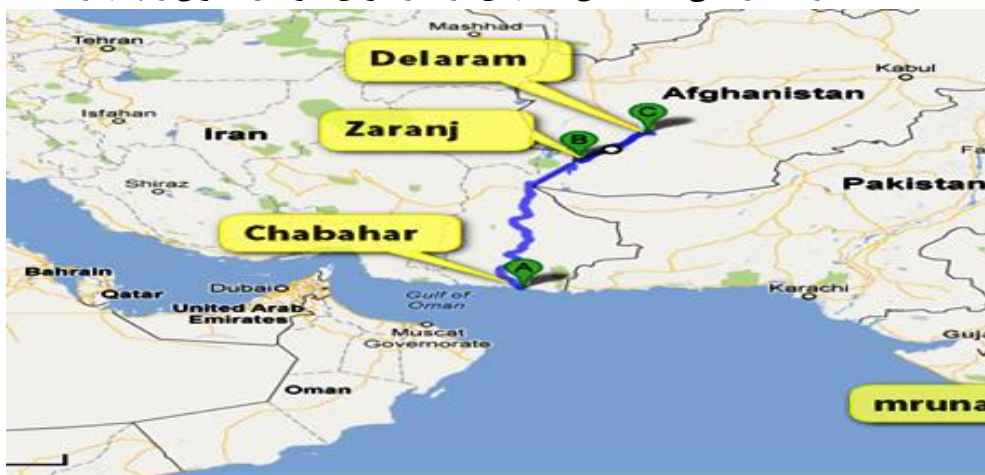 Mashhad
Tehran
Delaram
Kabul
Afghanistan
Isfahan
Iran
Zaranj
C
B
Shiraz
Pakistan
Chabahar
A
Bahrain
Qatar
Dubai
Gulf of
Oman
Karachi
United Arab
Emirates
Muscat
Governorate
Oman
mruna